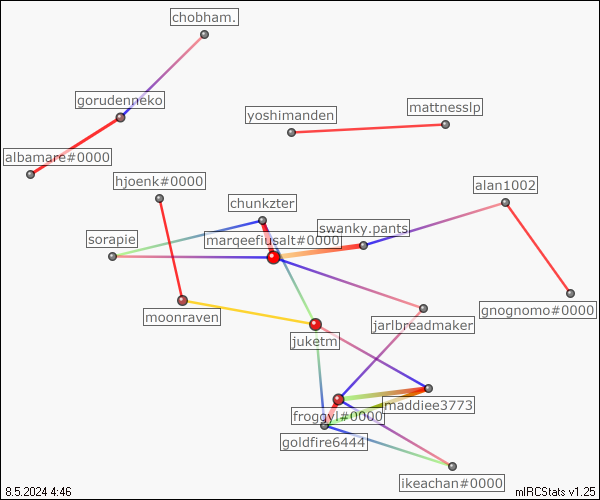 chobham.
gorudenneko
mattnesslp
yoshimanden
albamare#0000
hjoenk#0000
alan1002
chunkzter
swanky.pants
sorapie
marqeefiusalt#0000
gnognomo#0000
moonraven
jarlbreadmaker
juketm
maddiee3773
froggyl#0000
goldfire6444
ikeachan#0000
8.5.2024 4:46
mIRCStats v1.25